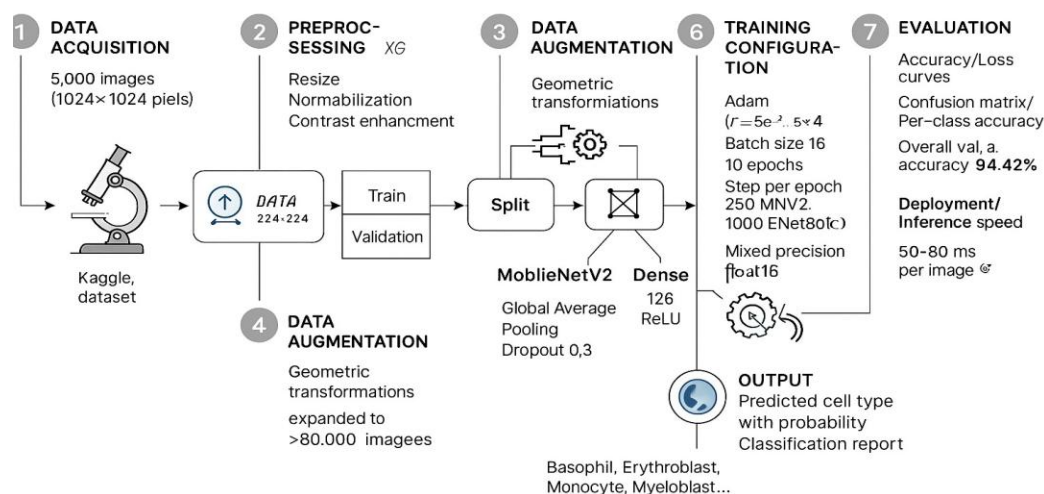 1 DATA
ACQUISITION
5,000 images
(1024×1024 piels)
Kaggle,
dataset
2 PREPROC-
SESSING XG
Resize
Normabilization
Contrast enhancment
DATA
224×224
Train
Validation
4 DATA
AUGMENTATION
Geometric
transformations
expanded to
>80.000 imagees
3 DATA
AUGMENTATION
Geometric
transformiations
Split
MoblieNetV2
Global Average
Pooling
Dropout 0,3
Dense
126
ReLU
6 TRAINING
CONFIGURA-
TION
Adam
Batch size 16
10 epochs
Step per epoch
250 MNV2.
1000
Mixed precision
float16
OUTPUT
Predicted cell type
with probability
Classification report
Basophil, Erythroblast,
Monocyte, Myeloblast...
7 EVALUATION
Accuracy/Loss
curves
Confusion matrix/
Per-class accuracy
Overall val, a.
accuracy 94.42%
Deployment/
Inference speed
50-80 ms
per image